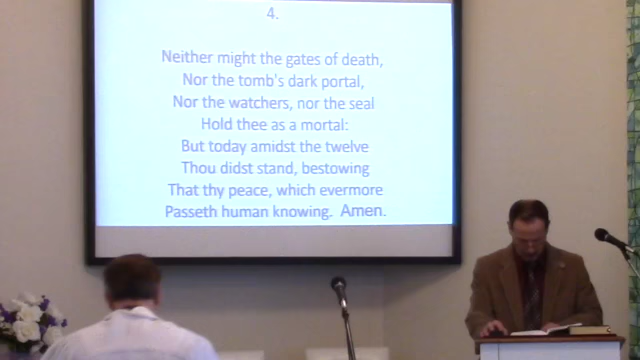 4.
Neither might the gates of death,
Nor the tomb's dark portal,
Nor the watchers, nor the seal
Hold thee as a mortal:
But today amidst the twelve
Thou didst stand, bestowing
That thy peace, which evermore
Passeth human knowing. Amen.